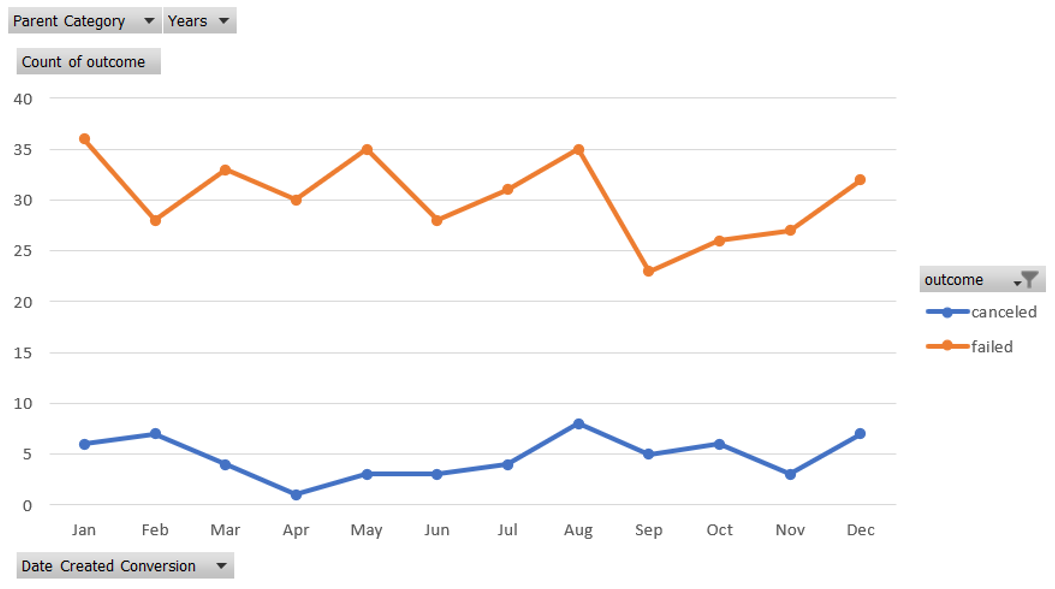 Parent Category Years
Count of outcome
40
35
30
25
20
15
10
5
0
Jan Feb Mar Apr May Jun Jul Aug Sep Oct Nov Dec
Date Created Conversion
outcome
canceled
failed